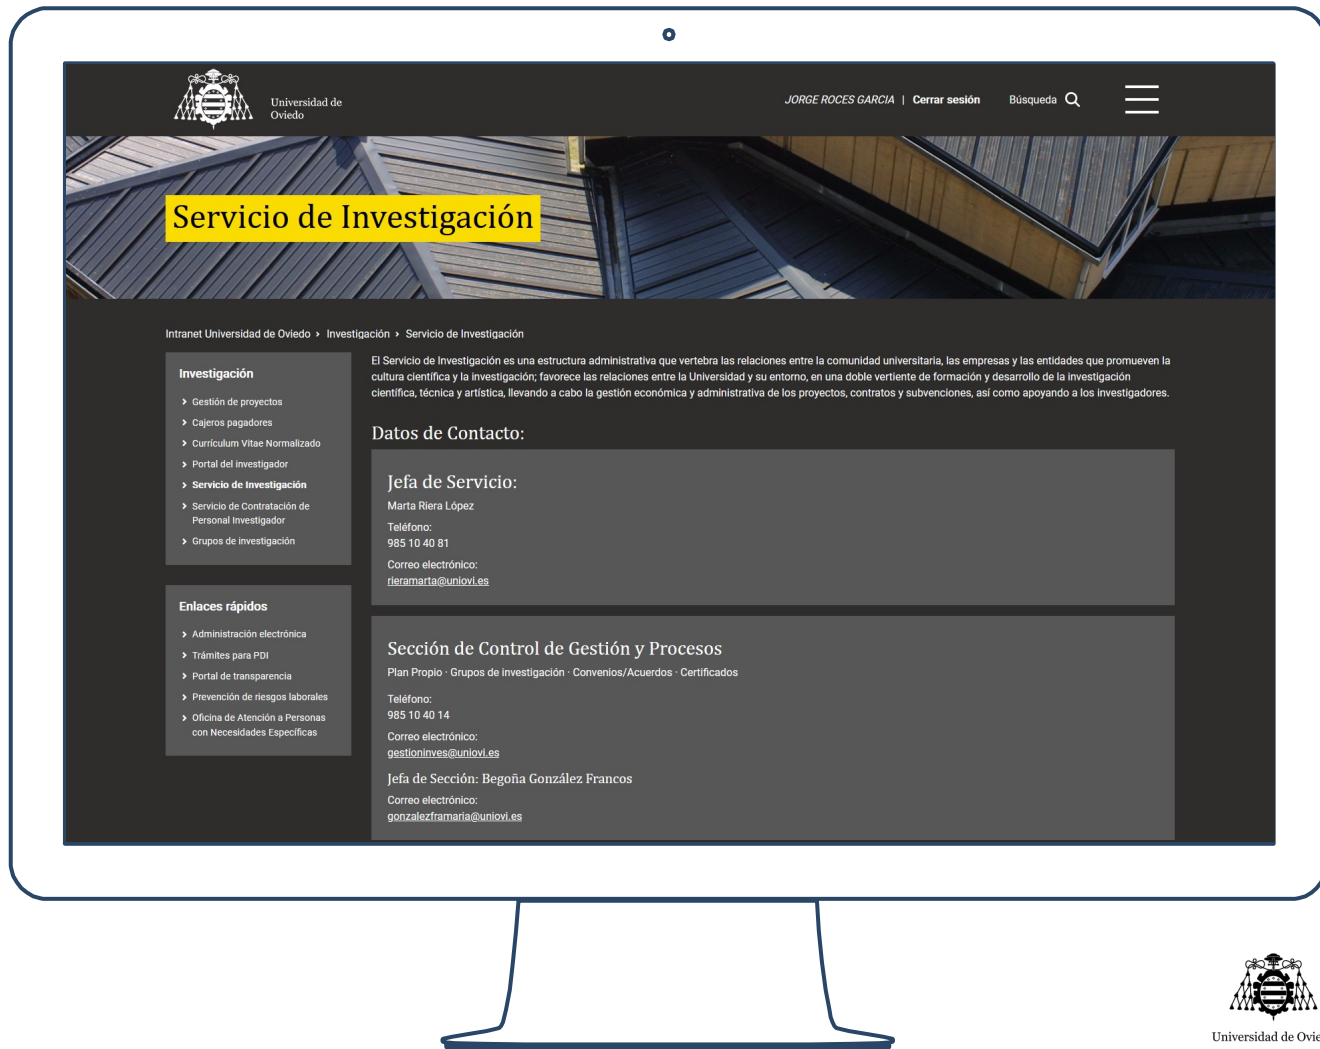 Universidad de
Oviedo
JORGE ROCES GARCIA | Cerrar sesión
Búsqueda
Servicio de Investigación
Intranet Universidad de Oviedo › Investigación › Servicio de Investigación
Investigación
› Gestión de proyectos
› Cajeros pagadores
› Currículum Vitae Normalizado
› Portal del investigador
› Servicio de Investigación
› Servicio de Contratación de
Personal Investigador
› Grupos de investigación
Enlaces rápidos
› Administración electrónica
› Trámites para PDI
› Portal de transparencia
› Prevención de riesgos laborales
› Oficina de Atención a Personas
con Necesidades Específicas
El Servicio de Investigación es una estructura administrativa que vertebra las relaciones entre la comunidad universitaria, las empresas y las entidades que promueven la
cultura científica y la investigación; favorece las relaciones entre la Universidad y su entorno, en una doble vertiente de formación y desarrollo de la investigación
científica, técnica y artística, llevando a cabo la gestión económica y administrativa de los proyectos, contratos y subvenciones, así como apoyando a los investigadores.
Datos de Contacto:
Jefa de Servicio:
Marta Riera López
Teléfono:
985 10 40 81
Correo electrónico:
rieramarta@uniovi.es
Sección de Control de Gestión y Procesos
Plan Propio · Grupos de investigación · Convenios/Acuerdos · Certificados
Teléfono:
985 10 40 14
Correo electrónico:
gestioninves@uniovi.es
Jefa de Sección: Begoña González Francos
Correo electrónico:
gonzalezframaria@uniovi.es
Universidad de Ovie